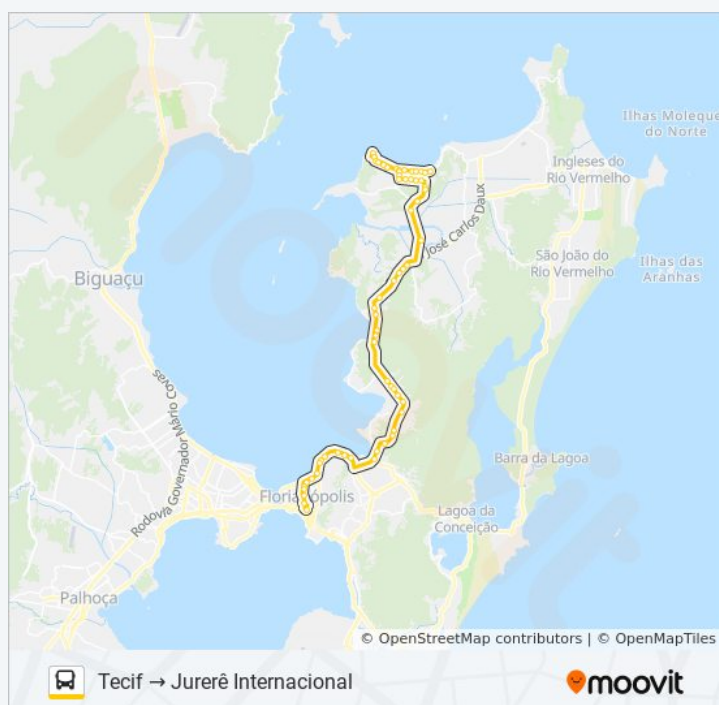 Ilhas Moleque
do Norte
Ingleses do
Rio Vermelho
José Carlos Daux
São João do
Rio Vermelho
Ilhas das
Aranhas
Biguaçu
Rodovia Governador Mário Covas
Barra da Lagoa
Florianópolis
Lagoa da
Conceição
Palhoça
© OpenStreetMap contributors | © OpenMapTiles
Tecif → Jurerê Internacional
moovit